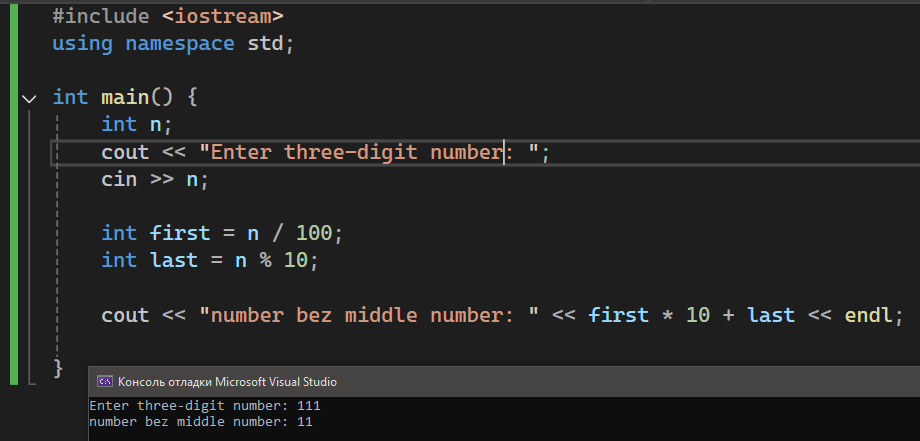 #include <iostream>
using namespace std;
int main() {
int n;
cout << "Enter three-digit number: ";
cin >> n;
int first = n / 100;
int last = n % 10;
cout << "number bez middle number: " << first * 10 + last << endl;
}
Консоль отладки Microsoft Visual Studio
Enter three-digit number: 111
number bez middle number: 11